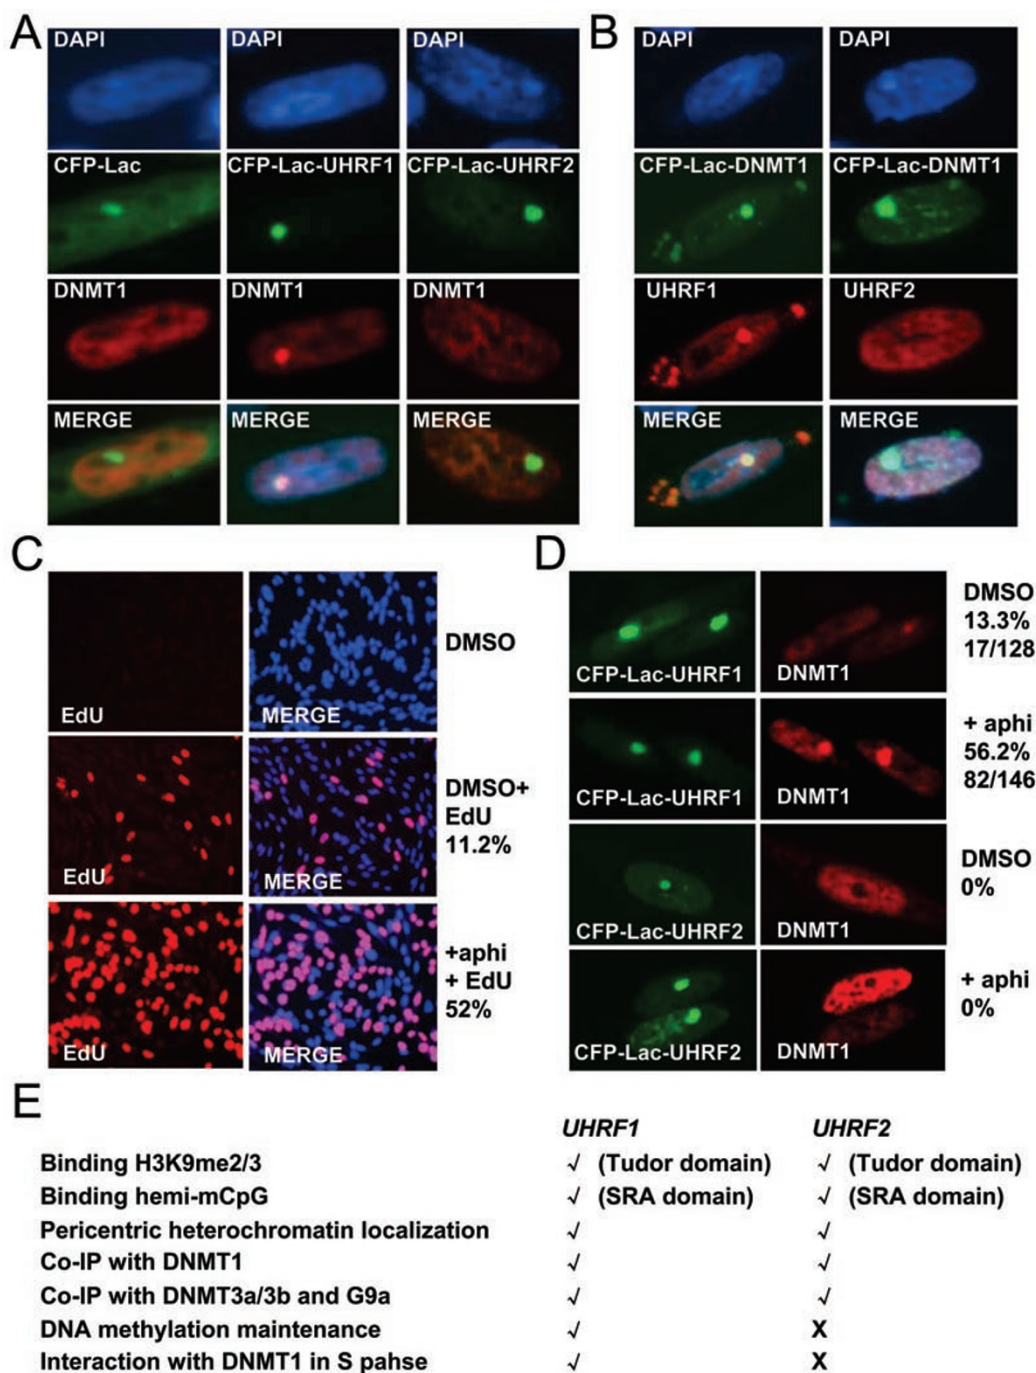 A
DAPI
DAPI
DAPI
CFP-Lac
CFP-Lac-UHRF1
CFP-Lac-UHRF2
DNMT1
DNMT1
DNMT1
MERGE
MERGE
MERGE
B
DAPI
DAPI
CFP-Lac-DNMT1
CFP-Lac-DNMT1
UHRF1
UHRF2
MERGE
MERGE
C
EdU
MERGE
DMSO
EdU
MERGE
DMSO+
EdU
11.2%
EdU
MERGE
+aphi
+ EdU
52%
D
CFP-Lac-UHRF1
DNMT1
DMSO
13.3%
17/128
CFP-Lac-UHRF1
DNMT1
+ aphi
56.2%
82/146
CFP-Lac-UHRF2
DNMT1
DMSO
0%
CFP-Lac-UHRF2
DNMT1
+ aphi
0%
E
UHRF1 UHRF2
Binding H3K9me2/3 √ (Tudor domain) √ (Tudor domain)
Binding hemi-mCpG √ (SRA domain) √ (SRA domain)
Pericentric heterochromatin localization √ √
Co-IP with DNMT1 √ √
Co-IP with DNMT3a/3b and G9a √ √
DNA methylation maintenance √ X
Interaction with DNMT1 in S pahse √ X